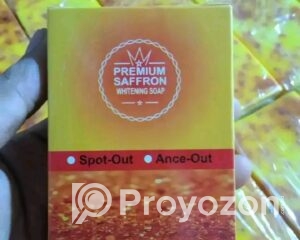 PREMIUM
SAFFRON
WHITENING SOAP
Spot-Out Ance-Out
Proyozon